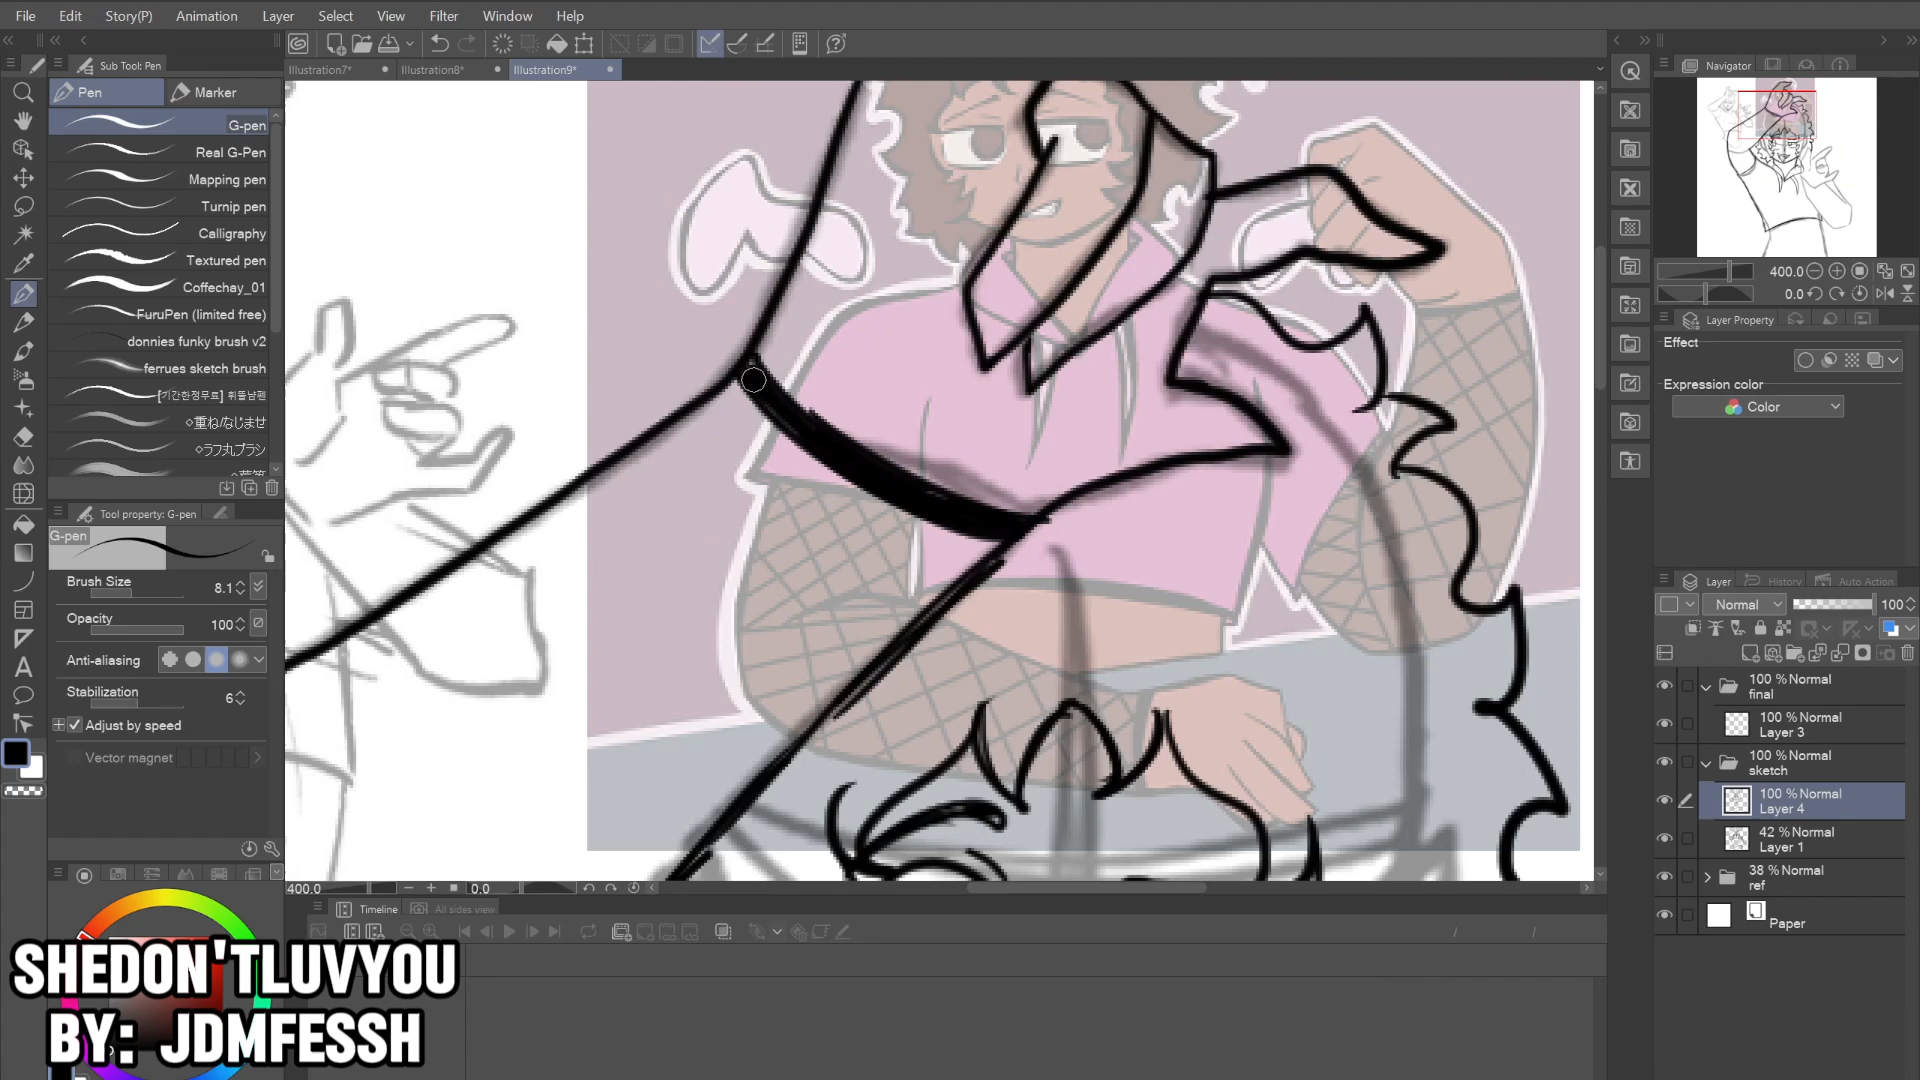 File Edit Story(P) Animation Layer Select View Filter Window Help
Illustration7* Illustration8* Illustration9*
Sub Tool: Pen
Pen Marker
G-pen
Real G-Pen
Mapping pen
Turnip pen
Calligraphy
Textured pen
Coffechay_01
FuruPen (limited free)
donnies funky brush v2
ferrues sketch brush
◇重ね/なじませ
◇ラフ丸ブラシ
Tool property: G-pen
G-pen
Brush Size 8.1
Opacity 100
Anti-aliasing
Stabilization 6
Adjust by speed
Vector magnet
SHEDON'TLUVYOU
BY: JDMFESSH
400.0 0.0
Timeline All sides view
/ /
Navigator
400.0
0.0
Layer Property
Effect
Expression color
Color
Layer History Auto Action
Normal 100
100 % Normal
final
100 % Normal
Layer 3
100 % Normal
sketch
100 % Normal
Layer 4
42 % Normal
Layer 1
38 % Normal
ref
Paper